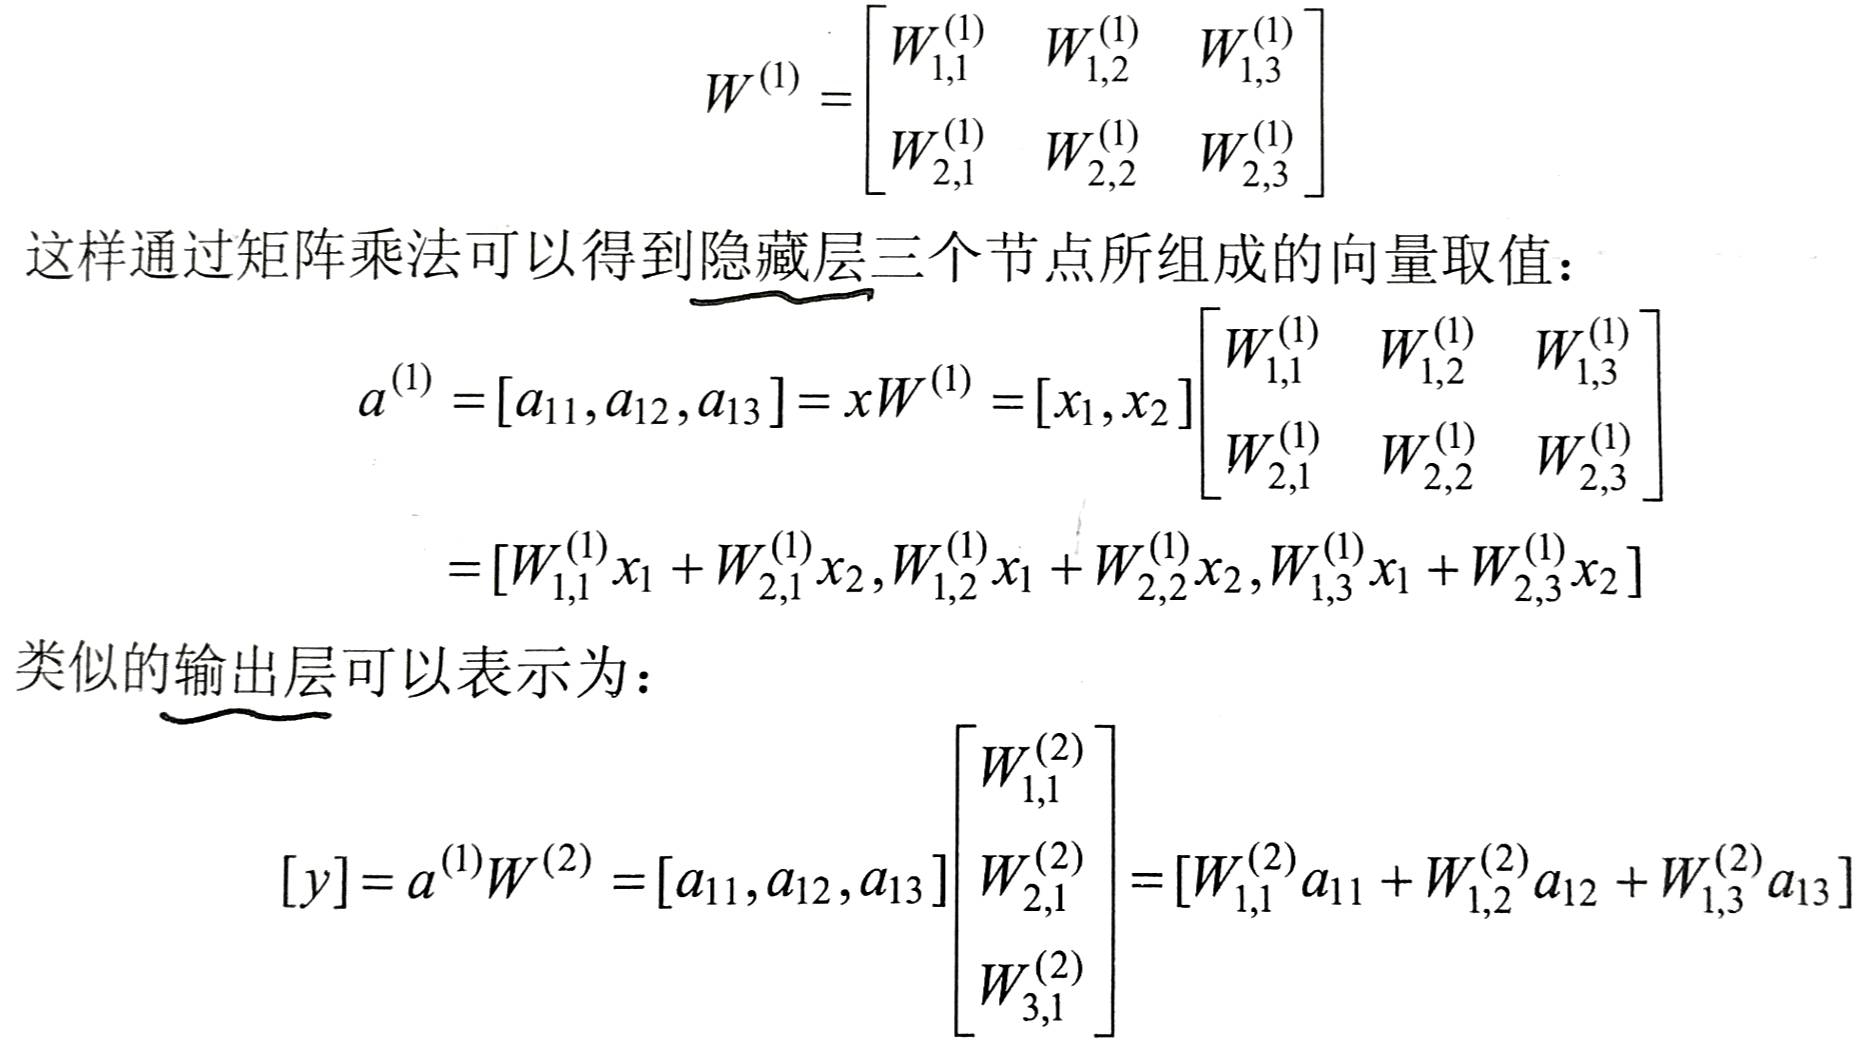 W^{(1)} = \begin{bmatrix} W_{1,1}^{(1)} & W_{1,2}^{(1)} & W_{1,3}^{(1)} \\ W_{2,1}^{(1)} & W_{2,2}^{(1)} & W_{2,3}^{(1)} \end{bmatrix}
这样通过矩阵乘法可以得到隐藏层三个节点所组成的向量取值：
a^{(1)} = [a_{11}, a_{12}, a_{13}] = xW^{(1)} = [x_1, x_2] \begin{bmatrix} W_{1,1}^{(1)} & W_{1,2}^{(1)} & W_{1,3}^{(1)} \\ W_{2,1}^{(1)} & W_{2,2}^{(1)} & W_{2,3}^{(1)} \end{bmatrix}
= [W_{1,1}^{(1)}x_1 + W_{2,1}^{(1)}x_2, W_{1,2}^{(1)}x_1 + W_{2,2}^{(1)}x_2, W_{1,3}^{(1)}x_1 + W_{2,3}^{(1)}x_2]
类似的输出层可以表示为：
[y] = a^{(1)}W^{(2)} = [a_{11}, a_{12}, a_{13}] \begin{bmatrix} W_{1,1}^{(2)} \\ W_{2,1}^{(2)} \\ W_{3,1}^{(2)} \end{bmatrix} = [W_{1,1}^{(2)}a_{11} + W_{1,2}^{(2)}a_{12} + W_{1,3}^{(2)}a_{13}]